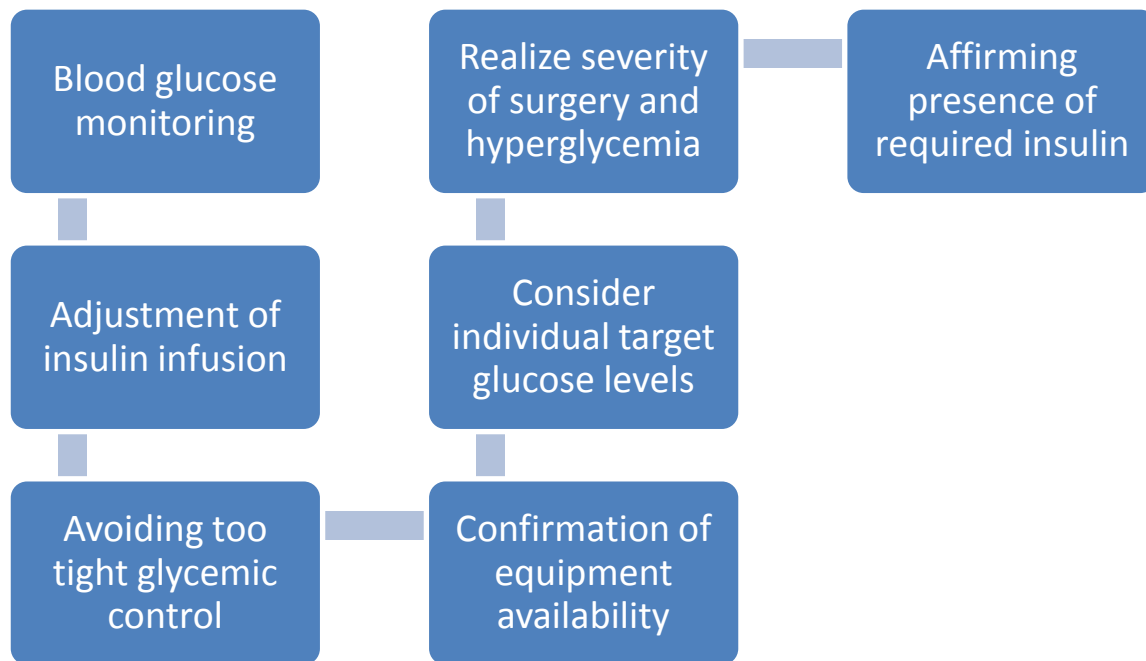 Blood glucose
monitoring
Adjustment of
insulin infusion
Avoiding too
tight glycemic
control
Confirmation of
equipment
availability
Consider
individual target
glucose levels
Realize severity
of surgery and
hyperglycemia
Affirming
presence of
required insulin